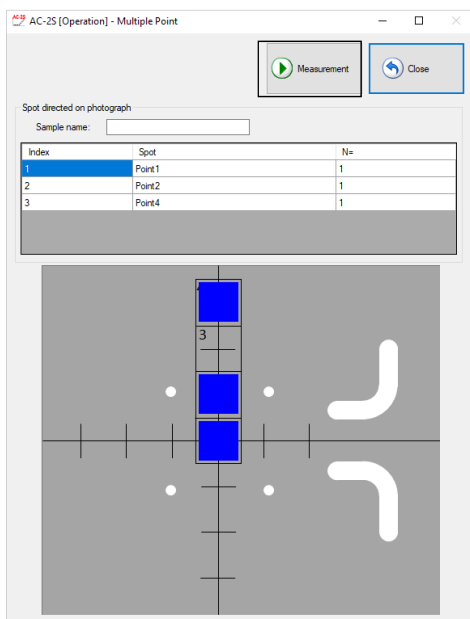 AC-2S [Operation] - Multiple Point
Measurement
Close
Spot directed on photograph
Sample name:
Index Spot N=
1 Point1 1
2 Point2 1
3 Point4 1
3